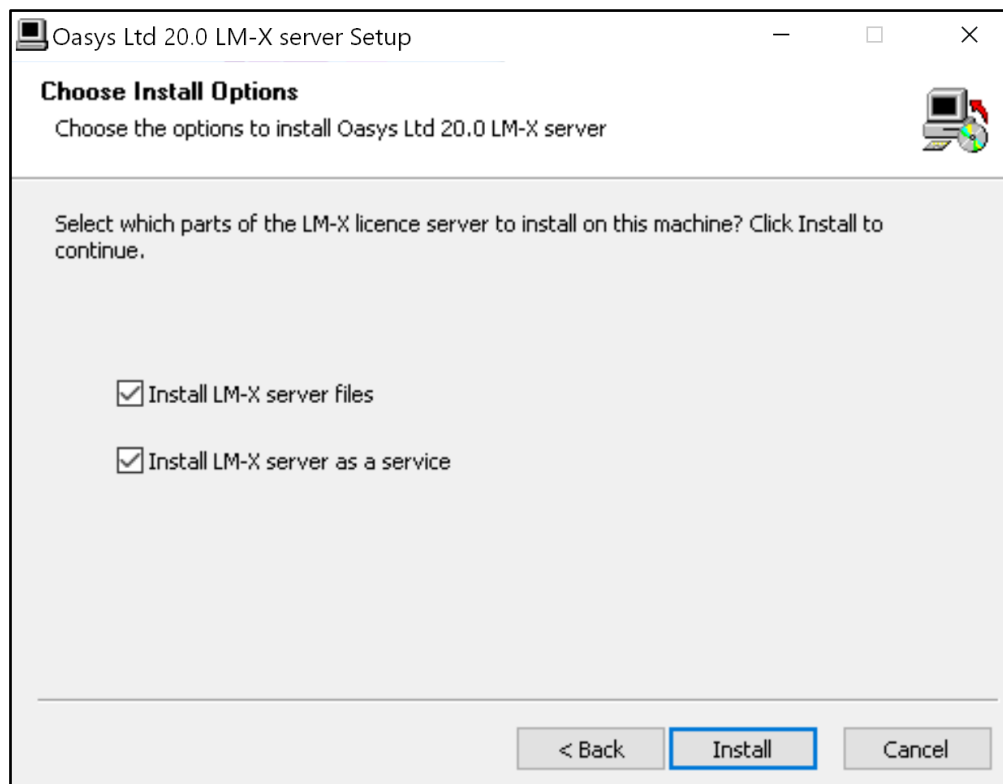 Oasys Ltd 20.0 LM-X server Setup
Choose Install Options
Choose the options to install Oasys Ltd 20.0 LM-X server
Select which parts of the LM-X licence server to install on this machine? Click Install to
continue.
Install LM-X server files
Install LM-X server as a service
< Back Install Cancel